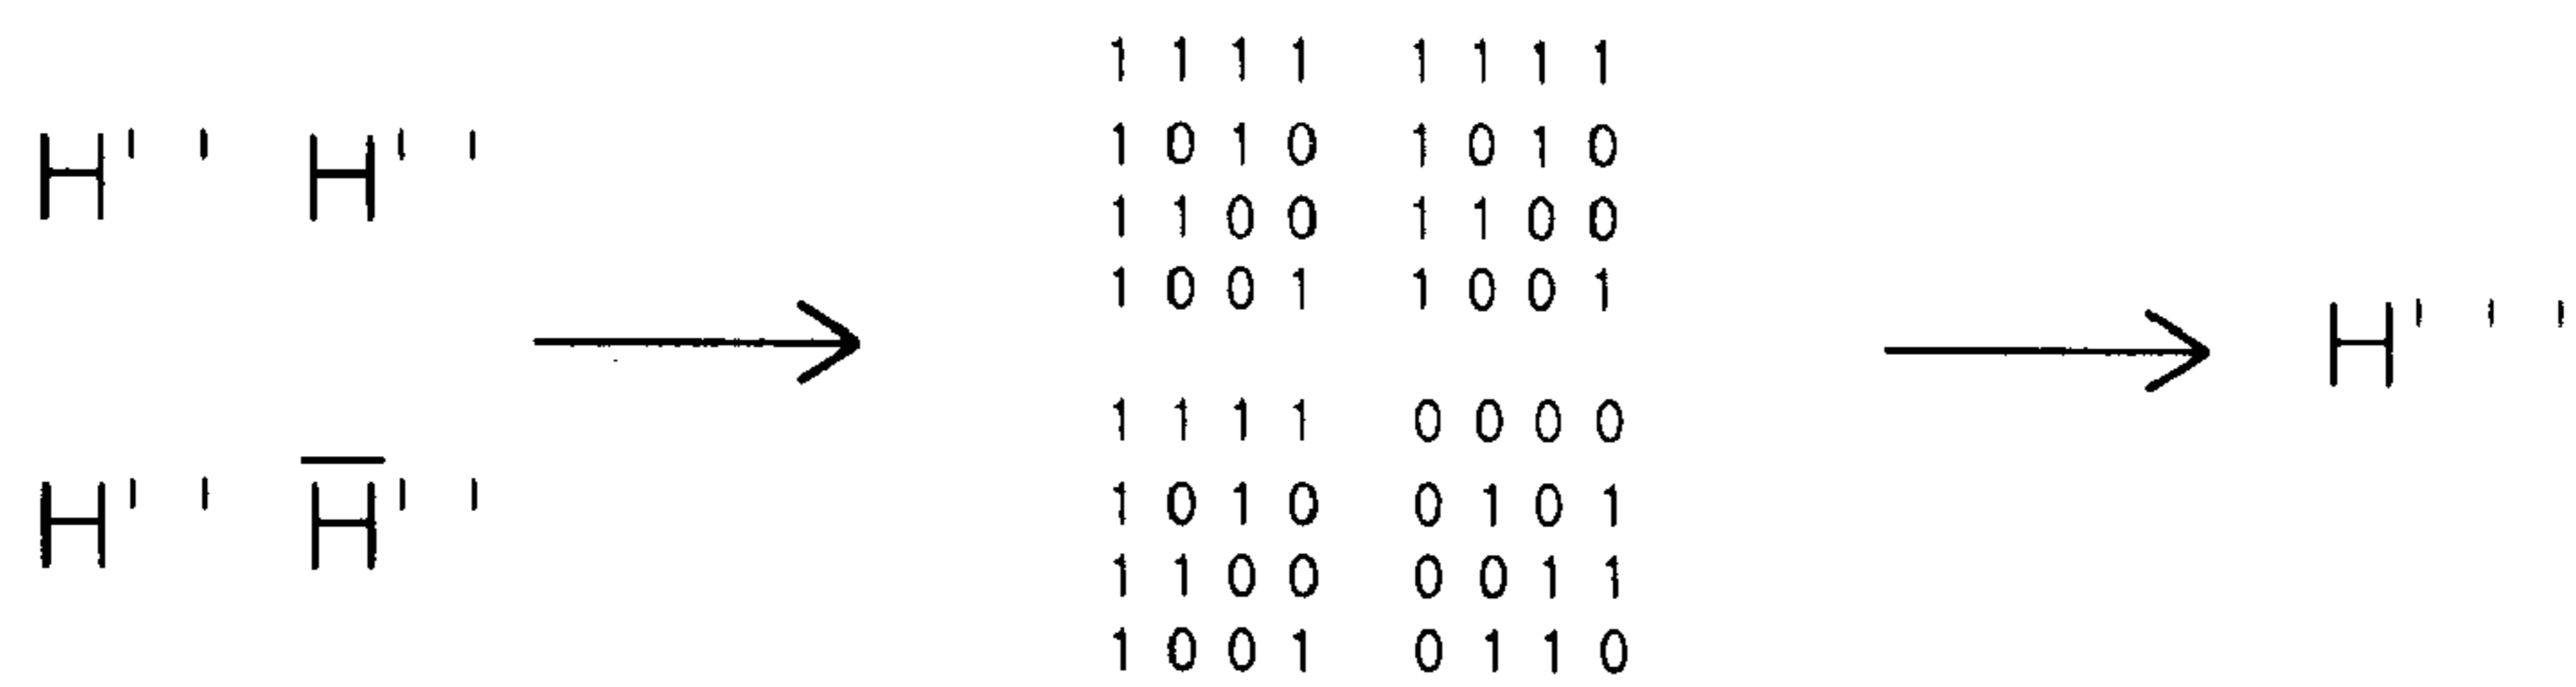 H' ' H' '
H' ' H̅' '
1 1 1 1 1 1 1 1
1 0 1 0 1 0 1 0
1 1 0 0 1 1 0 0
1 0 0 1 1 0 0 1
1 1 1 1 0 0 0 0
1 0 1 0 0 1 0 1
1 1 0 0 0 0 1 1
1 0 0 1 0 1 1 0
H' ' '